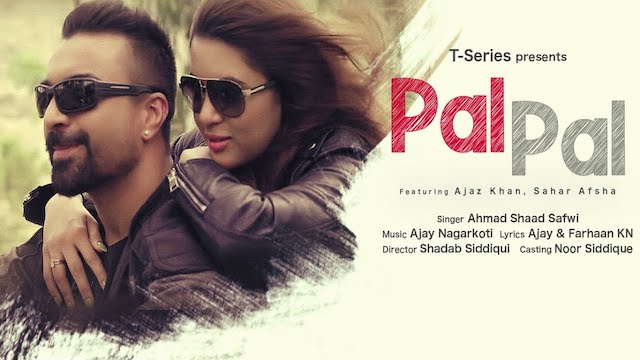 T-Series presents
Pal Pal
Featuring Ajaz Khan, Sahar Afsha
Singer Ahmad Shaad Safwi
Music Ajay Nagarkoti Lyrics Ajay & Farhaan KN
Director Shadab Siddiqui Casting Noor Siddique